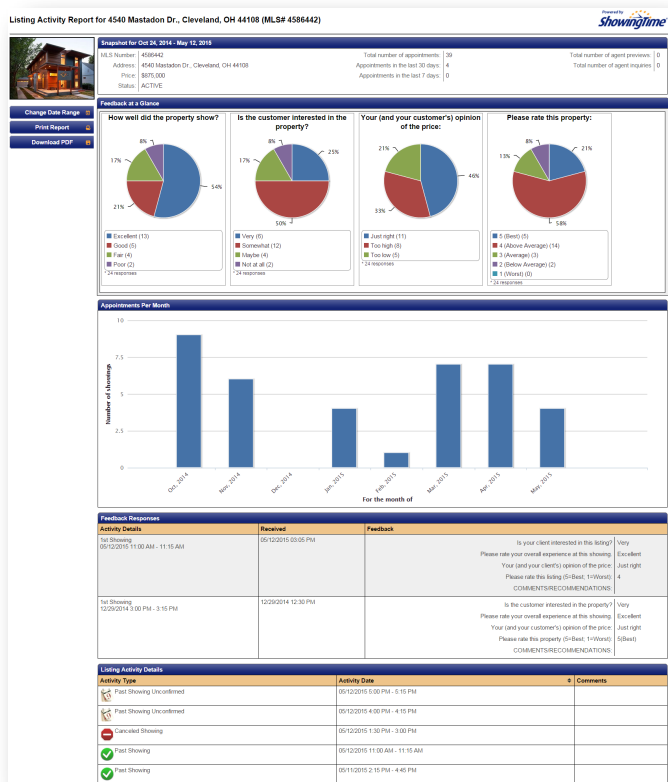 Listing Activity Report for 4540 Mastadon Dr., Cleveland, OH 44108 (MLS# 4586442)
Powered by
ShowingTime
Snapshot for Oct 24, 2014 - May 12, 2015
MLS Number: 4586442
Address: 4540 Mastadon Dr., Cleveland, OH 44108
Price: $875,000
Status: ACTIVE
Total number of appointments: 39
Appointments in the last 30 days: 4
Appointments in the last 7 days: 0
Total number of agent previews: 0
Total number of agent inquiries: 0
Change Date Range
Print Report
Download PDF
Feedback at a Glance
How well did the property show?
8%
17%
54%
21%
Excellent (13)
Good (5)
Fair (4)
Poor (2)
* 24 responses
Is the customer interested in the
property?
8%
25%
17%
50%
Very (6)
Somewhat (12)
Maybe (4)
Not at all (2)
* 24 responses
Your (and your customer's) opinion
of the price:
21%
46%
33%
Just right (11)
Too high (8)
Too low (5)
* 24 responses
Please rate this property:
8%
21%
13%
58%
5 (Best) (5)
4 (Above Average) (14)
3 (Average) (3)
2 (Below Average) (2)
1 (Worst) (0)
* 24 responses
Appointments Per Month
Number of showings
10
7.5
5
2.5
0
Oct, 2014
Nov, 2014
Dec, 2014
Jan, 2015
Feb, 2015
Mar, 2015
Apr, 2015
May, 2015
For the month of
Feedback Responses
Activity Details Received Feedback
1st Showing
05/12/2015 11:00 AM - 11:15 AM
05/12/2015 03:05 PM
Is your client interested in this listing? Very
Please rate your overall experience at this showing: Excellent
Your (and your client's) opinion of the price: Just right
Please rate this listing (5=Best; 1=Worst): 4
COMMENTS/RECOMMENDATIONS:
1st Showing
12/29/2014 3:00 PM - 3:15 PM
12/29/2014 12:30 PM
Is the customer interested in the property? Very
Please rate your overall experience at this showing: Excellent
Your (and your customer's) opinion of the price: Just right
Please rate this property (5=Best; 1=Worst): 5(Best)
COMMENTS/RECOMMENDATIONS:
Listing Activity Details
Activity Type Activity Date Comments
Past Showing Unconfirmed 05/12/2015 5:00 PM - 5:15 PM
Past Showing Unconfirmed 05/12/2015 4:00 PM - 4:15 PM
Canceled Showing 05/12/2015 1:30 PM - 3:00 PM
Past Showing 05/12/2015 11:00 AM - 11:15 AM
Past Showing 05/11/2015 2:15 PM - 4:45 PM